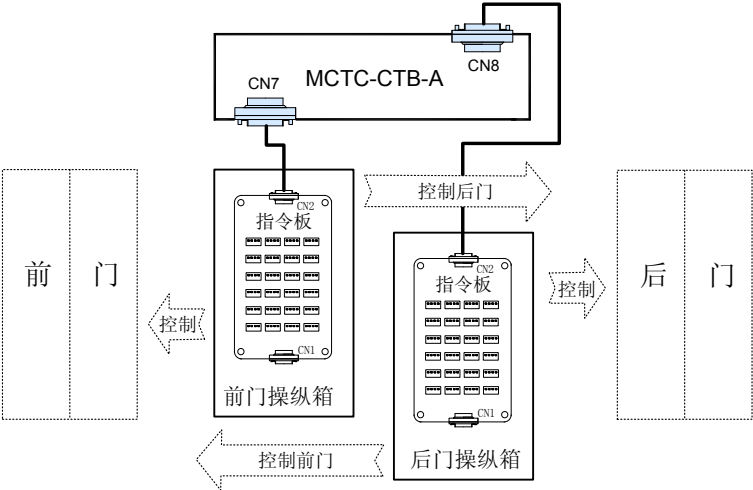 CN8
CN7
MCTC-CTB-A
控制后门
CN2
指令板
前 门
控制
CN1
前门操纵箱
CN2
指令板
控制
后 门
CN1
后门操纵箱
控制前门